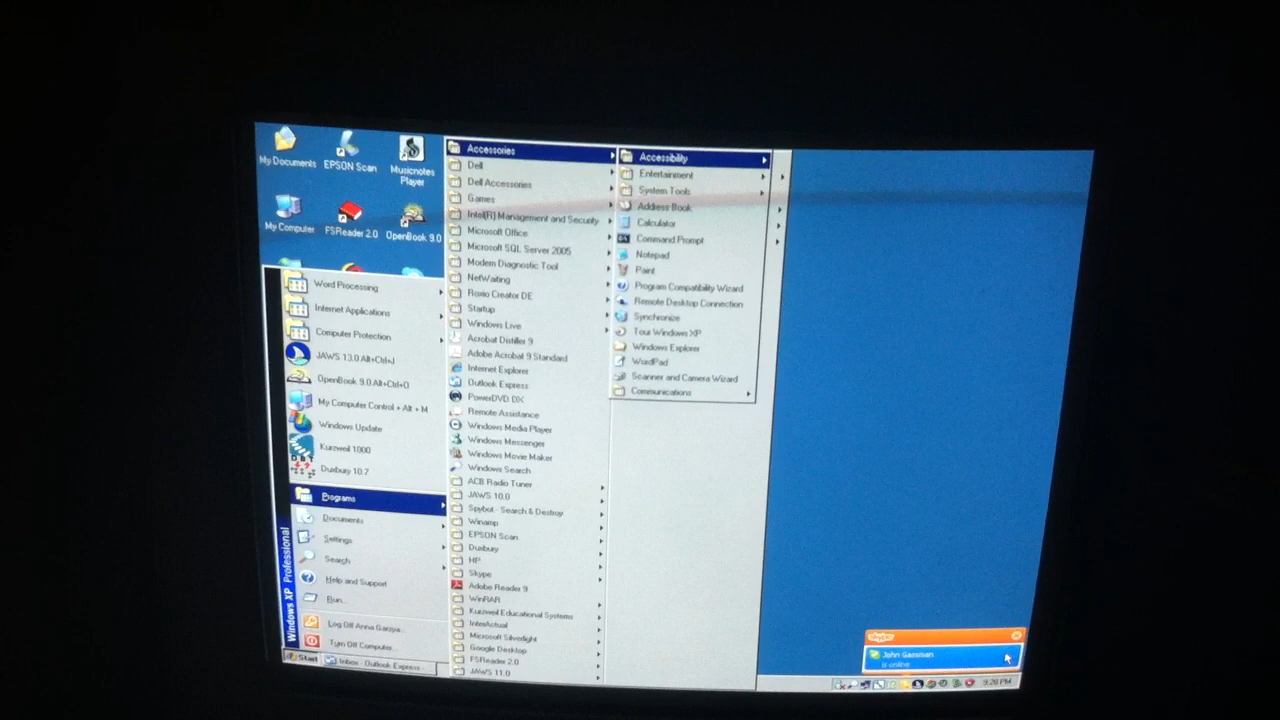 My Documents
EPSON Scan
Musicnotes
Player
My Computer
FSReader 2.0
OpenBook 9.0
Word Processing
Internet Applications
Computer Protection
JAWS 13.0 Alt+Ctrl+J
OpenBook 9.0 Alt+Ctrl+O
My Computer Control + Alt + M
Windows Update
Kurzweil 1000
DBT
Duxbury 10.7
Programs
Documents
Settings
Search
Help and Support
Run...
Log Off Anna Garzya...
Turn Off Computer...
Windows XP Professional
Accessories
Dell
Dell Accessories
Games
Intel(R) Management and Security
Microsoft Office
Microsoft SQL Server 2005
Modem Diagnostic Tool
NetWaiting
Roxio Creator DE
Startup
Windows Live
Acrobat Distiller 9
Adobe Acrobat 9 Standard
Internet Explorer
Outlook Express
PowerDVD DX
Remote Assistance
Windows Media Player
Windows Messenger
Windows Movie Maker
Windows Search
ACB Radio Tuner
JAWS 10.0
Spybot - Search & Destroy
Winamp
EPSON Scan
Duxbury
HP
Skype
Adobe Reader 9
WinRAR
Kurzweil Educational Systems
InterActual
Microsoft Silverlight
Google Desktop
FSReader 2.0
JAWS 11.0
Accessibility
Entertainment
System Tools
Address Book
Calculator
Command Prompt
Notepad
Paint
Program Compatibility Wizard
Remote Desktop Connection
Synchronize
Tour Windows XP
Windows Explorer
WordPad
Scanner and Camera Wizard
Communications
skype
John Gassman
is online
Start
Inbox - Outlook Express
9:28 PM